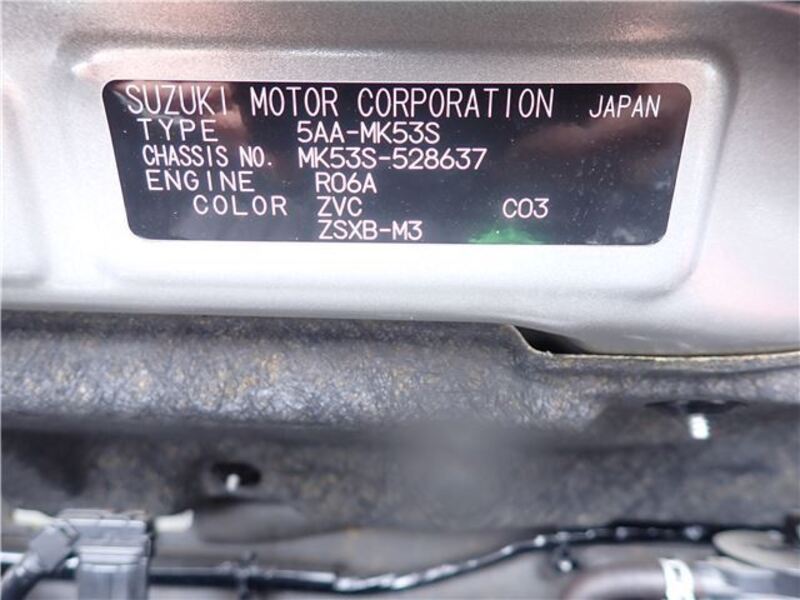 SUZUKI MOTOR CORPORATION JAPAN
TYPE 5AA-MK53S
CHASSIS NO. MK53S-528637
ENGINE R06A
COLOR ZVC C03
ZSXB-M3